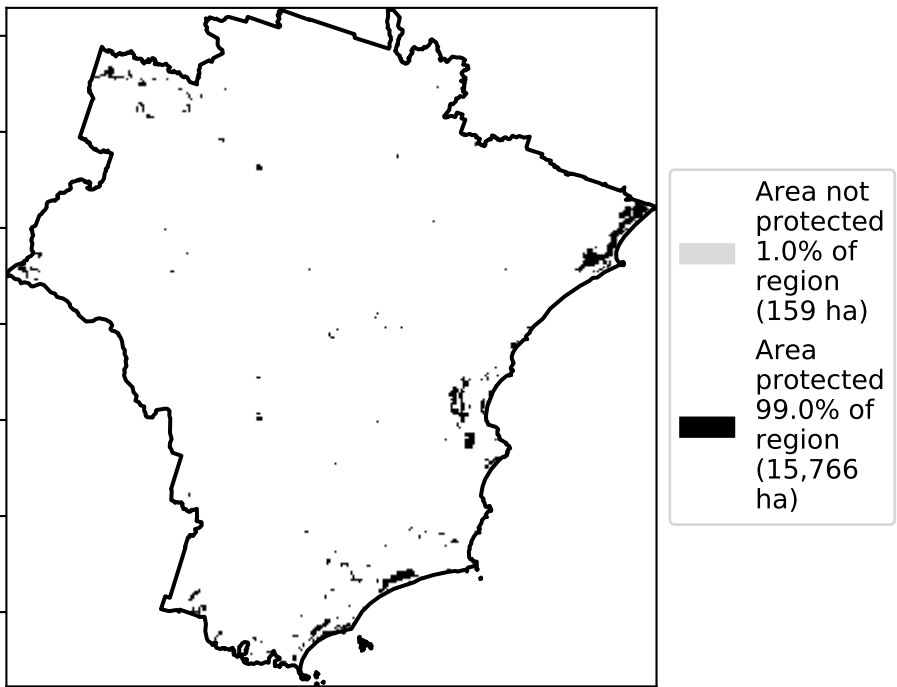 Area not
protected
1.0% of
region
(159 ha)
Area
protected
99.0% of
region
(15,766
ha)